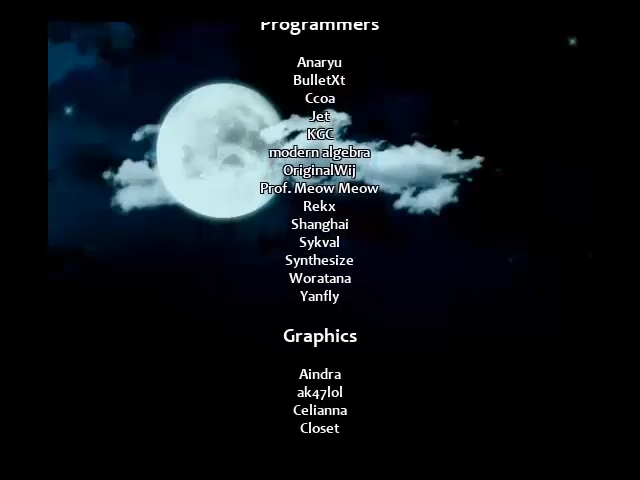 Programmers
Anaryu
BulletXt
Ccoa
Jet
KGC
modern algebra
OriginalWij
Prof. Meow Meow
Rekx
Shanghai
Sykval
Synthesize
Woratana
Yanfly
Graphics
Aindra
ak47lol
Celianna
Closet